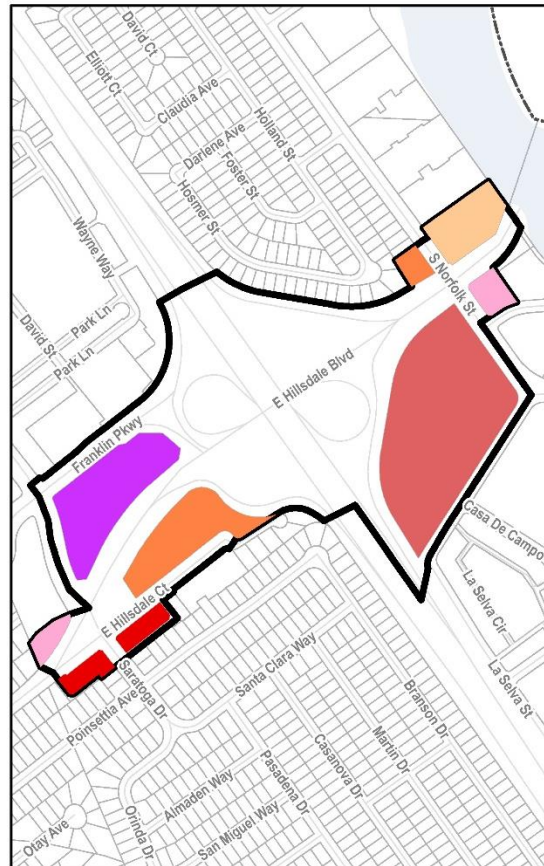 David Ct
Elliott Ct
Claudia Ave
Holland St
Darlene Ave
Foster St
Hosmer St
Wayne Way
S Norfolk St
Park Ln
David St
Park Ln
E Hillsdale Blvd
Franklin Pkwy
Casa De Campo
La Selva Cir
E Hillsdale Ct
La Selva St
Saratoga Dr
Santa Clara Way
Poinsettia Ave
Branson Dr
Martin Dr
Casanova Dr
Pasadena Dr
Almaden Way
Orinda Dr
San Miguel Way
Otay Ave